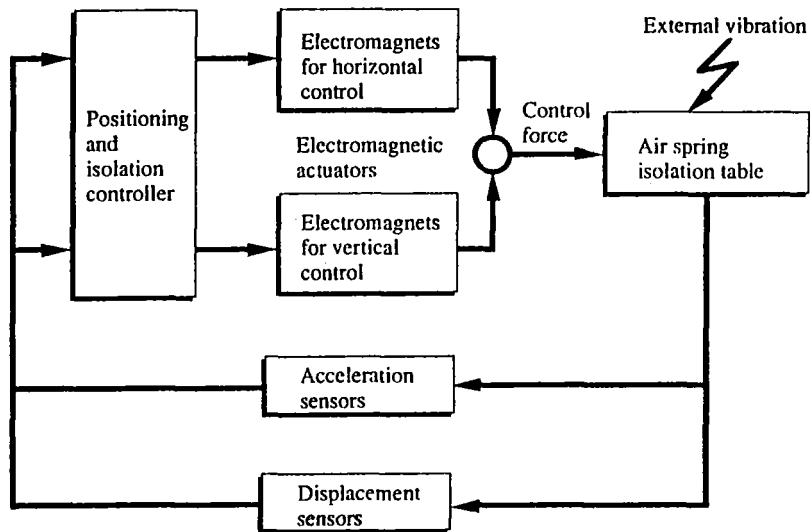 External vibration
Electromagnets
for horizontal
control
Positioning
and
isolation
controller
Electromagnetic
actuators
Control
force
Air spring
isolation table
Electromagnets
for vertical
control
Acceleration
sensors
Displacement
sensors